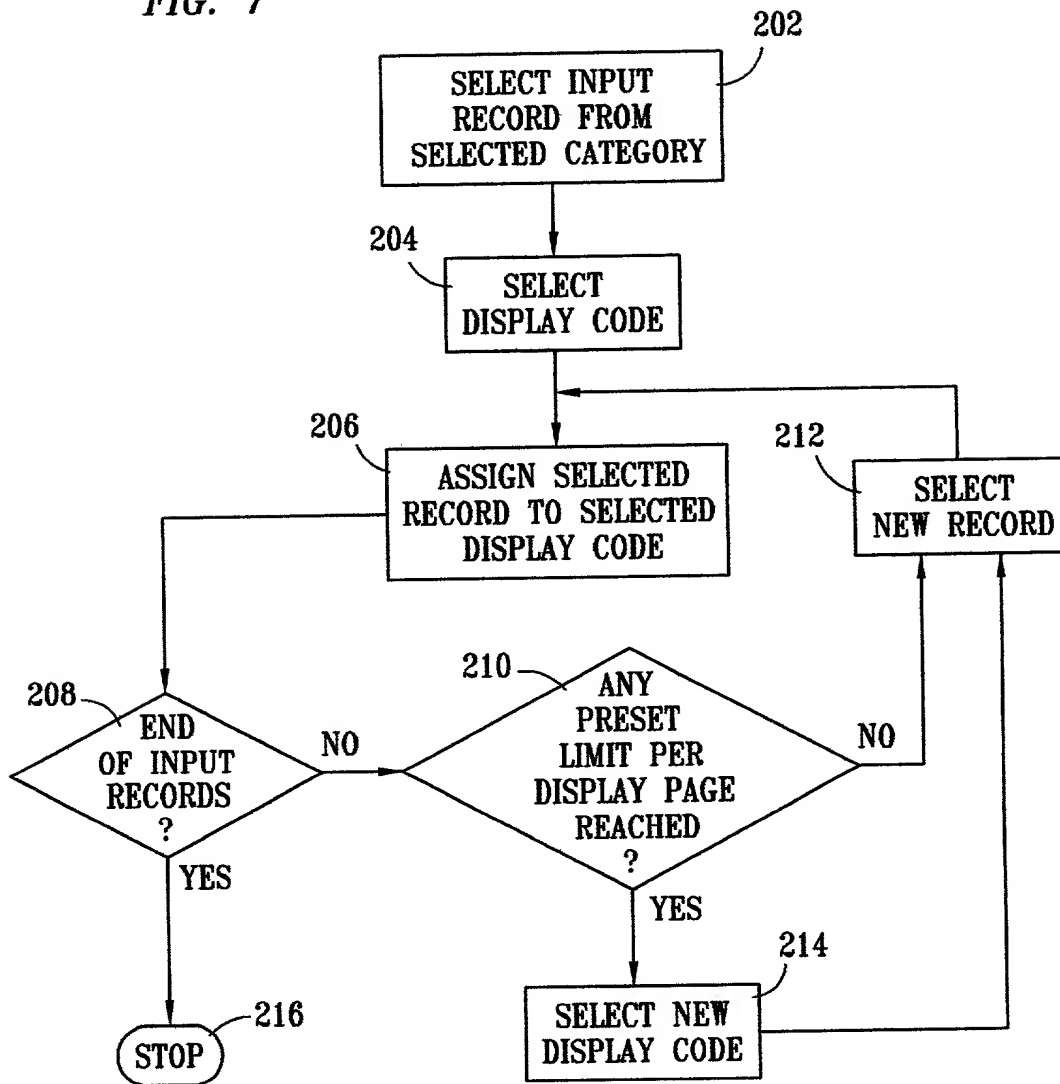 FIG. 7
202
SELECT INPUT
RECORD FROM
SELECTED CATEGORY
204
SELECT
DISPLAY CODE
206
ASSIGN SELECTED
RECORD TO SELECTED
DISPLAY CODE
212
SELECT
NEW RECORD
208
END
OF INPUT
RECORDS
?
NO
YES
210
ANY
PRESET
LIMIT PER
DISPLAY PAGE
REACHED
?
NO
YES
214
SELECT NEW
DISPLAY CODE
216
STOP